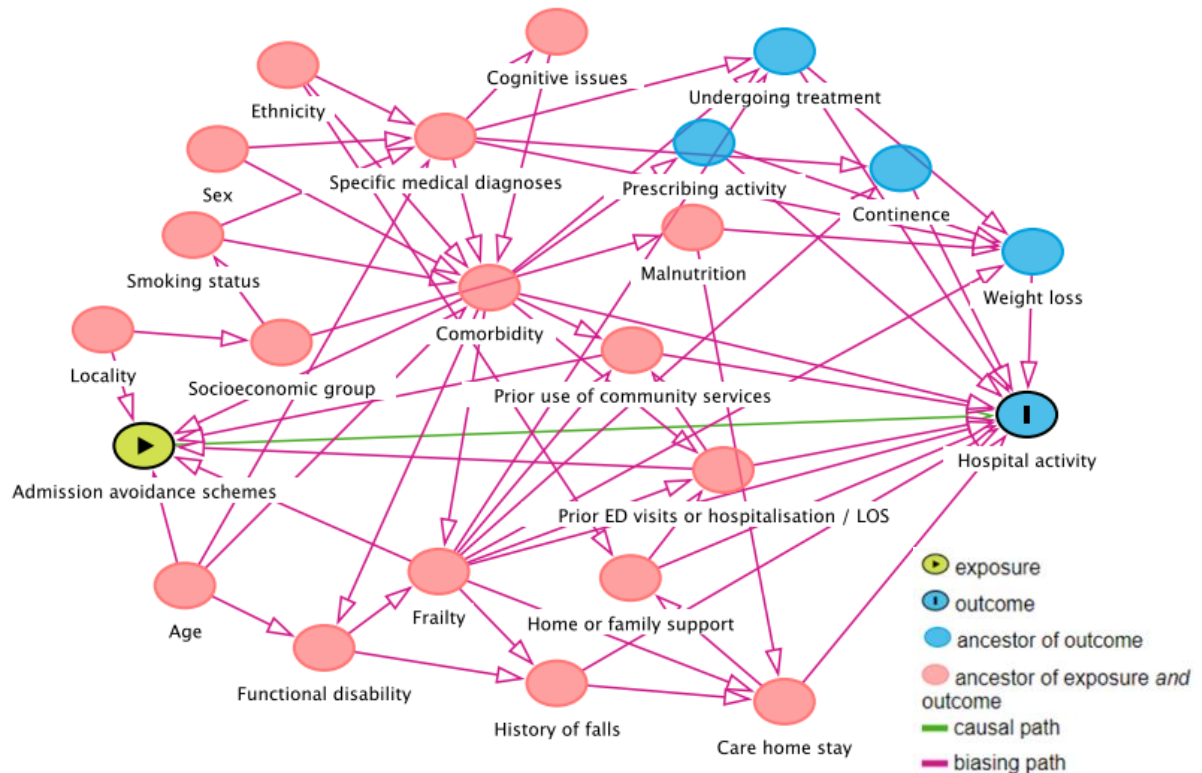 Cognitive issues
Ethnicity
Undergoing treatment
Specific medical diagnoses
Prescribing activity
Sex
Continence
Malnutrition
Smoking status
Weight loss
Comorbidity
Locality
Socioeconomic group
Prior use of community services
Hospital activity
Admission avoidance schemes
Prior ED visits or hospitalisation / LOS
Frailty
Home or family support
Age
Functional disability
History of falls
Care home stay
exposure
outcome
ancestor of outcome
ancestor of exposure and
outcome
causal path
biasing path